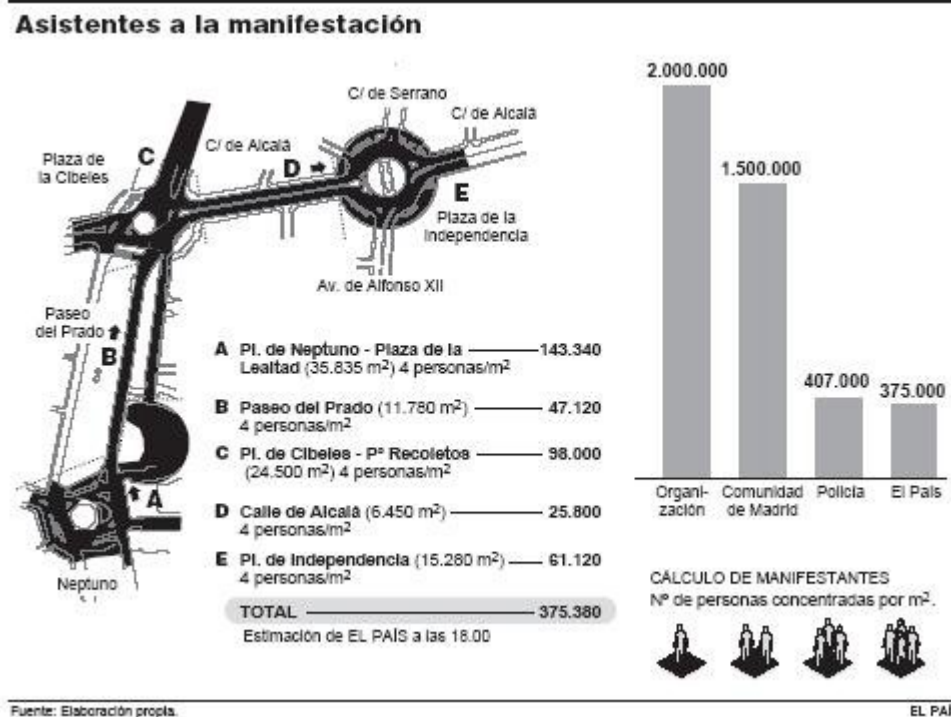 Asistentes a la manifestación
C/ de Serrano
C/ de Alcalá
C/ de Alcalá
Plaza de
la Cibeles
C
D
E
Plaza de la
Independencia
Av. de Alfonso XII
Paseo
del Prado
B
A
Neptuno
A Pl. de Neptuno - Plaza de la 143.340
Lealtad (35.835 m²) 4 personas/m²
B Paseo del Prado (11.780 m²) 47.120
4 personas/m²
C Pl. de Cibeles - Pº Recoletos 98.000
(24.500 m²) 4 personas/m²
D Calle de Alcalá (6.450 m²) 25.800
4 personas/m²
E Pl. de Independencia (15.280 m²) 61.120
4 personas/m²
TOTAL 375.380
Estimación de EL PAÍS a las 18.00
2.000.000
1.500.000
407.000
375.000
Organi-
zación
Comunidad
de Madrid
Policía
El País
CÁLCULO DE MANIFESTANTES
Nº de personas concentradas por m².
Fuente: Elaboración propia.
EL PAÍ